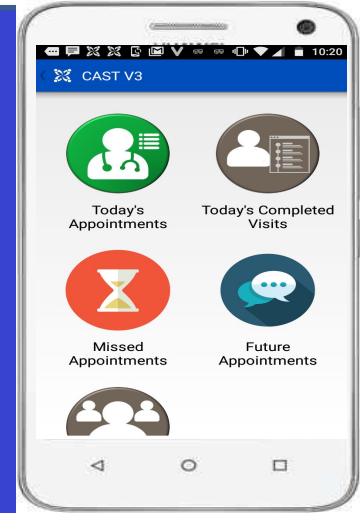 10:20
CAST V3
Today's
Appointments
Today's Completed
Visits
Missed
Appointments
Future
Appointments